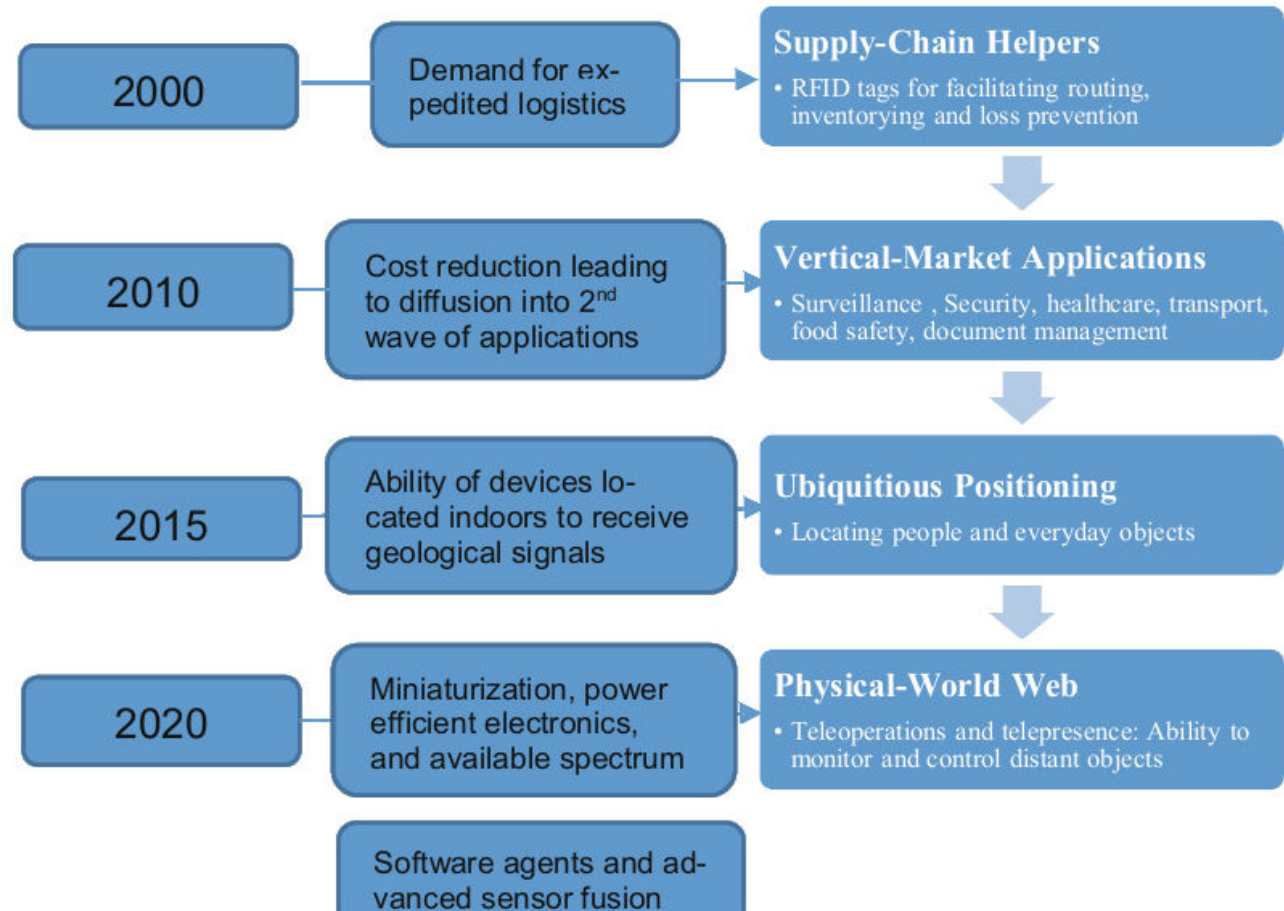 2000
Demand for ex-
pedited logistics
Supply-Chain Helpers
• RFID tags for facilitating routing,
inventorying and loss prevention
2010
Cost reduction leading
to diffusion into 2nd
wave of applications
Vertical-Market Applications
• Surveillance , Security, healthcare, transport,
food safety, document management
2015
Ability of devices lo-
cated indoors to receive
geological signals
Ubiquitious Positioning
• Locating people and everyday objects
2020
Miniaturization, power
efficient electronics,
and available spectrum
Physical-World Web
• Teleoperations and telepresence: Ability to
monitor and control distant objects
Software agents and ad-
vanced sensor fusion